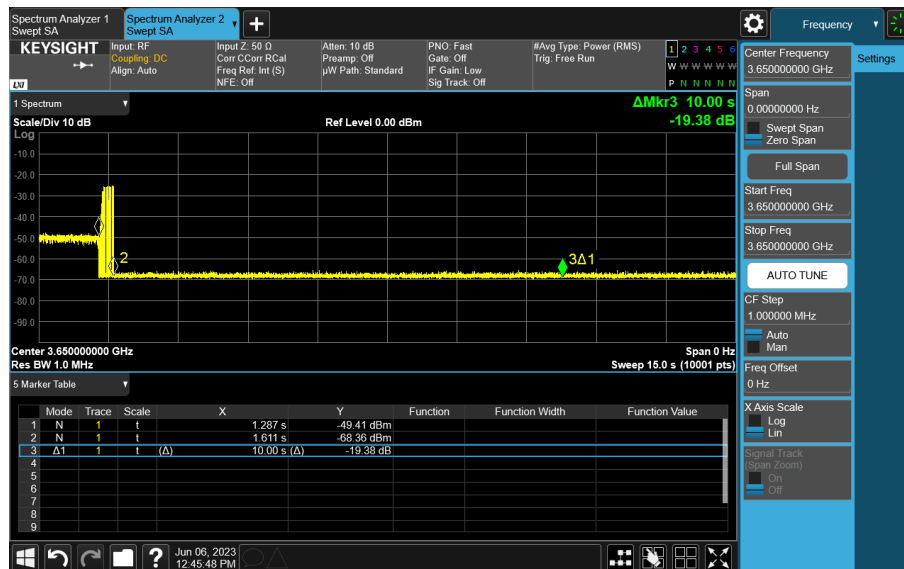 Spectrum Analyzer 1
Swept SA
Spectrum Analyzer 2
Swept SA
Frequency
KEYSIGHT
LXI
Input: RF
Coupling: DC
Align: Auto
Input Z: 50 Ω
Corr CCorr RCal
Freq Ref: Int (S)
NFE: Off
Atten: 10 dB
Preamp: Off
µW Path: Standard
PNO: Fast
Gate: Off
IF Gain: Low
Sig Track: Off
#Avg Type: Power (RMS)
Trig: Free Run
1 2 3 4 5 6
W W W W W W
P N N N N N
1 Spectrum
Scale/Div 10 dB
Ref Level 0.00 dBm
ΔMkr3 10.00 s
-19.38 dB
Log
-10.0
-20.0
-30.0
-40.0
-50.0
-60.0
-70.0
-80.0
-90.0
2
3Δ1
Center 3.650000000 GHz
Res BW 1.0 MHz
Span 0 Hz
Sweep 15.0 s (10001 pts)
5 Marker Table
Mode Trace Scale X Y Function Function Width Function Value
1 N 1 t 1.287 s -49.41 dBm
2 N 1 t 1.611 s -68.36 dBm
3 Δ1 1 t (Δ) 10.00 s (Δ) -19.38 dB
4
5
6
7
8
9
Jun 06, 2023
12:45:48 PM
Center Frequency
3.650000000 GHz
Settings
Span
0.00000000 Hz
Swept Span
Zero Span
Full Span
Start Freq
3.650000000 GHz
Stop Freq
3.650000000 GHz
AUTO TUNE
CF Step
1.000000 MHz
Auto
Man
Freq Offset
0 Hz
X Axis Scale
Log
Lin
Signal Track
(Span Zoom)
On
Off